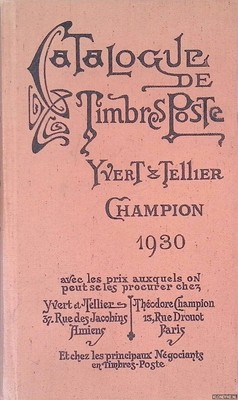 Catalogue
de
Timbres Poste
Yvert & Tellier
Champion
1930
avec les prix auxquels on
peut se les procurer chez
Yvert et Tellier
37, Rue des Jacobins
Amiens
Théodore Champion
13, Rue Drouot
Paris
Et chez les principaux Négociants
en Timbres-Poste